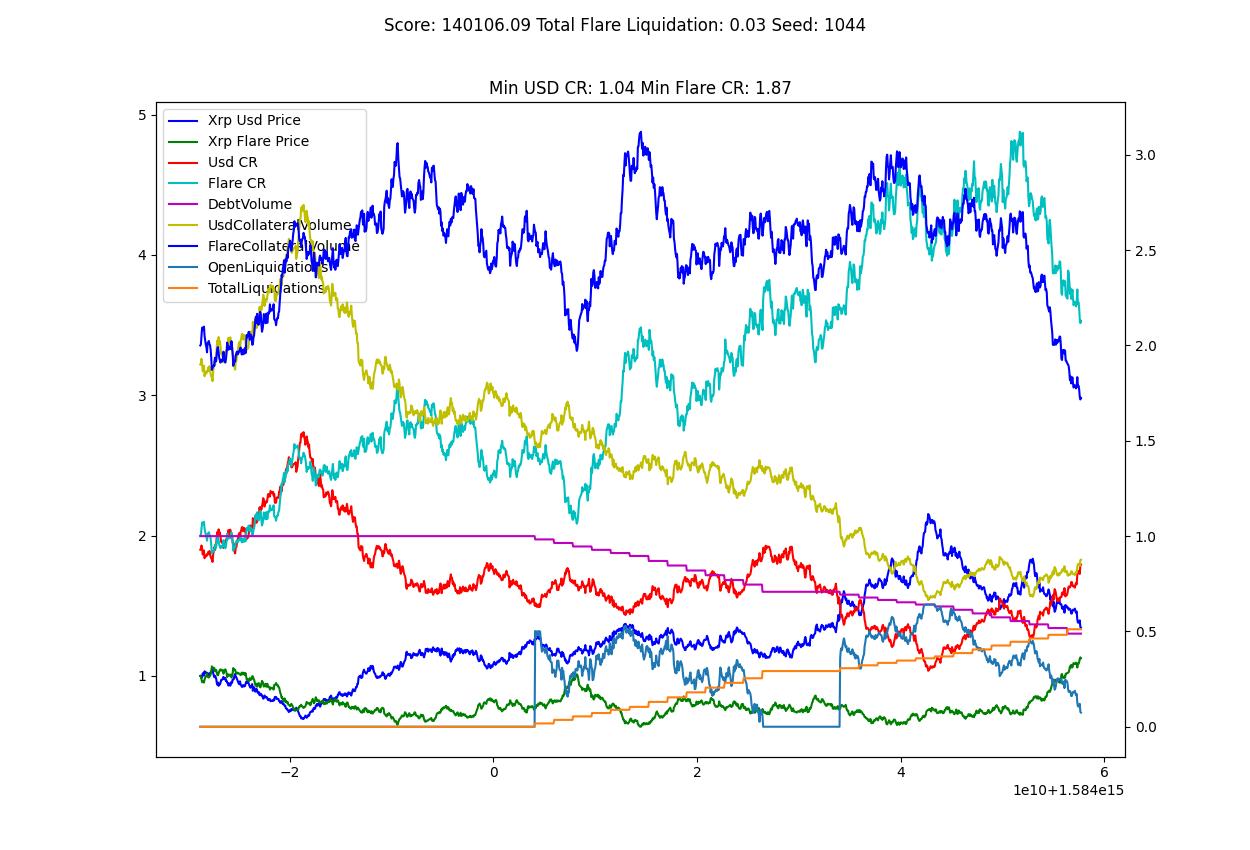 Score: 140106.09 Total Flare Liquidation: 0.03 Seed: 1044
Min USD CR: 1.04 Min Flare CR: 1.87
Xrp Usd Price
Xrp Flare Price
Usd CR
Flare CR
DebtVolume
UsdCollateralVolume
FlareCollateralVolume
OpenLiquidations
TotalLiquidations
5
4
3
2
1
3.0
2.5
2.0
1.5
1.0
0.5
0.0
−2
0
2
4
6
1e10+1.584e15